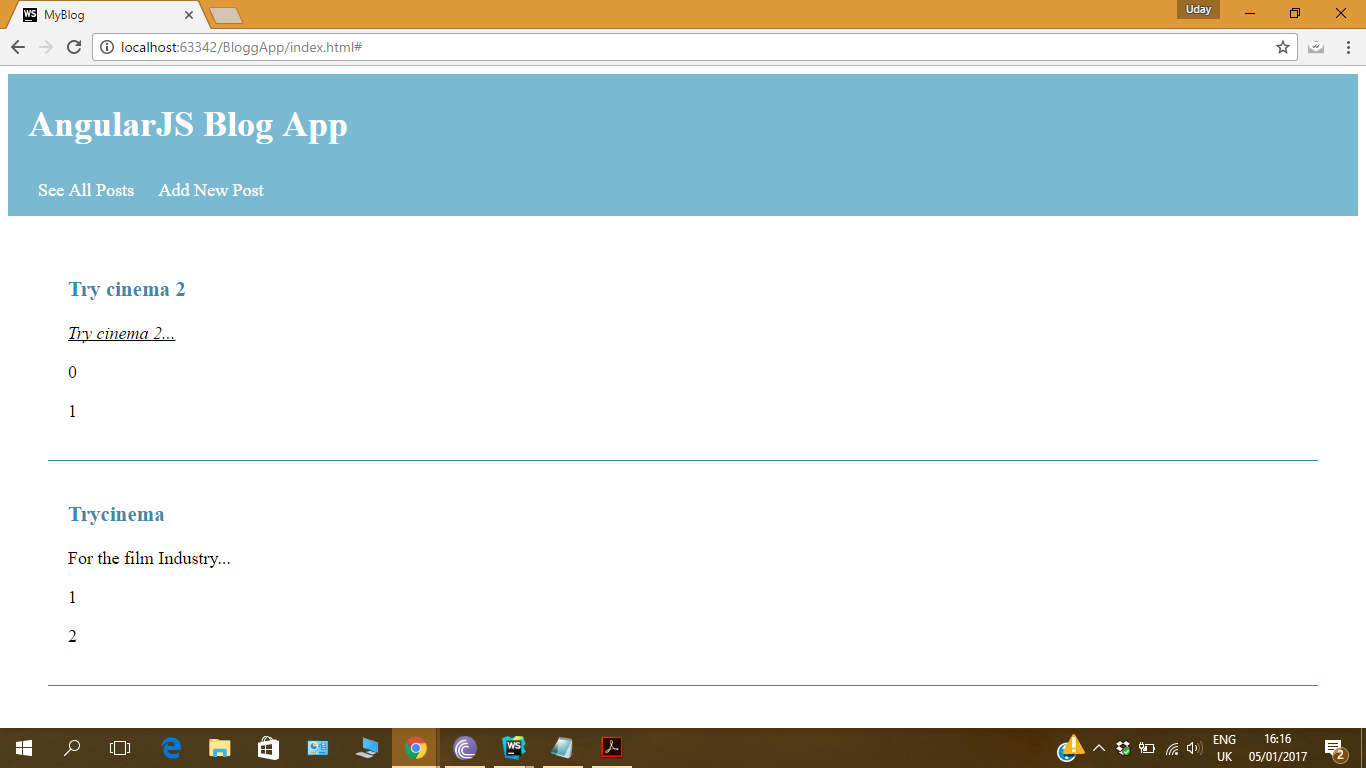 WS MyBlog
Uday
localhost:63342/BloggApp/index.html#
AngularJS Blog App
See All Posts Add New Post
Try cinema 2
Try cinema 2...
0
1
Trycinema
For the film Industry...
1
2
WS
ENG
UK
16:16
05/01/2017
2